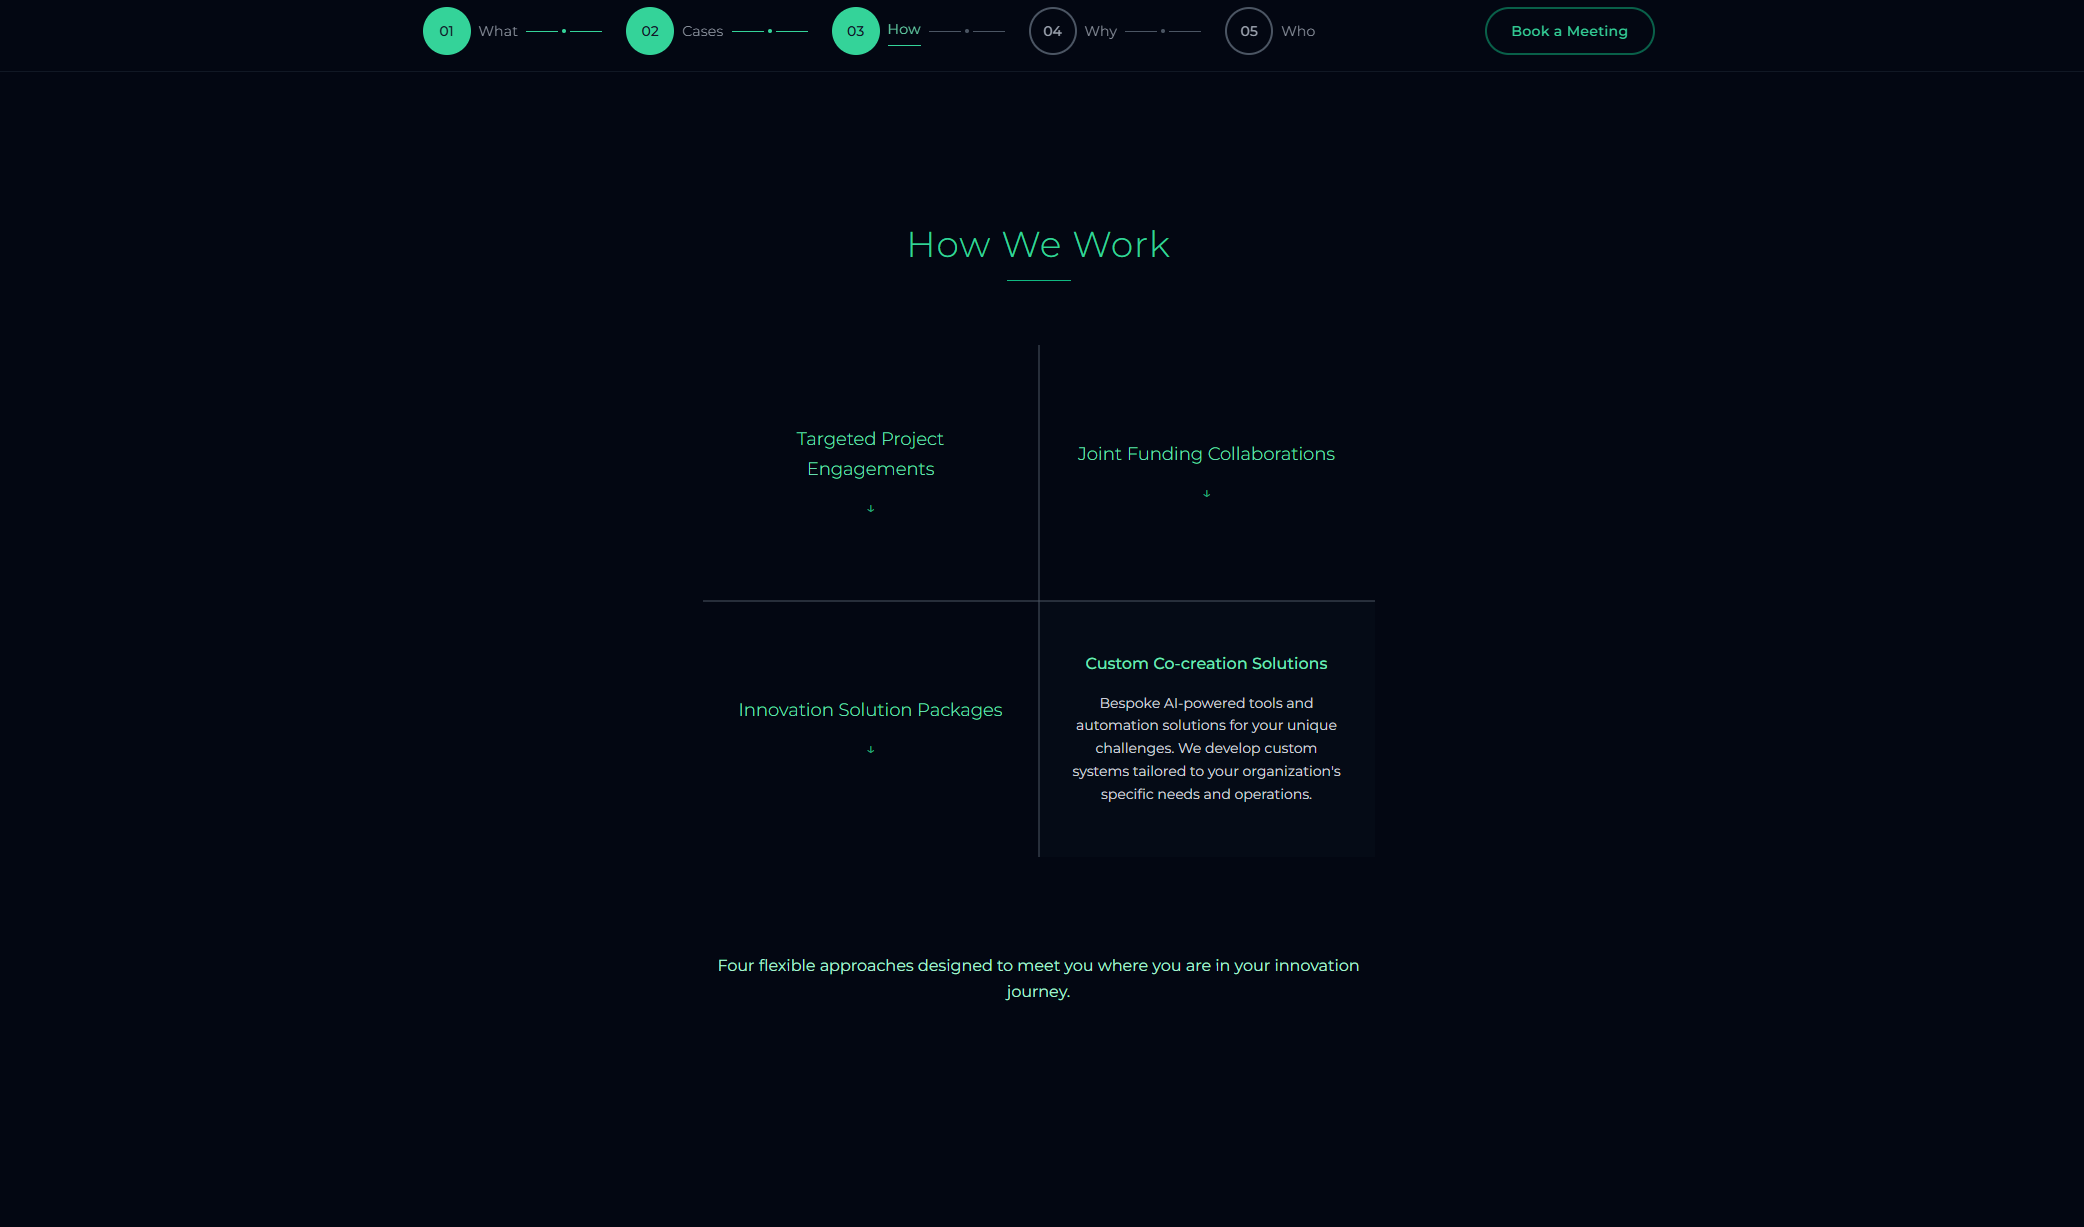 01 What 02 Cases 03 How 04 Why 05 Who Book a Meeting
How We Work
Targeted Project
Engagements
↓
Joint Funding Collaborations
↓
Innovation Solution Packages
↓
Custom Co-creation Solutions
Bespoke AI-powered tools and
automation solutions for your unique
challenges. We develop custom
systems tailored to your organization's
specific needs and operations.
Four flexible approaches designed to meet you where you are in your innovation
journey.